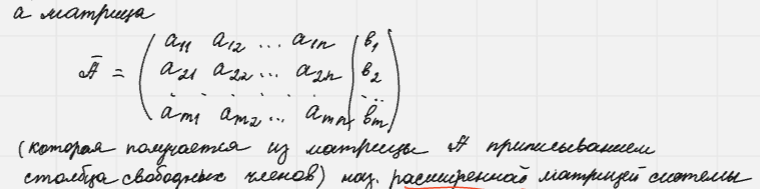 а матрица
a₁₁ a₁₂ ... a₁ₙ | b₁
Ā = a₂₁ a₂₂ ... a₂ₙ | b₂
. . . . . . ...
aₘ₁ aₘ₂ ... aₘₙ | bₘ
(которая получается из матрицы A приписыванием
столбца свободных членов) наз. расширенной матрицей системы